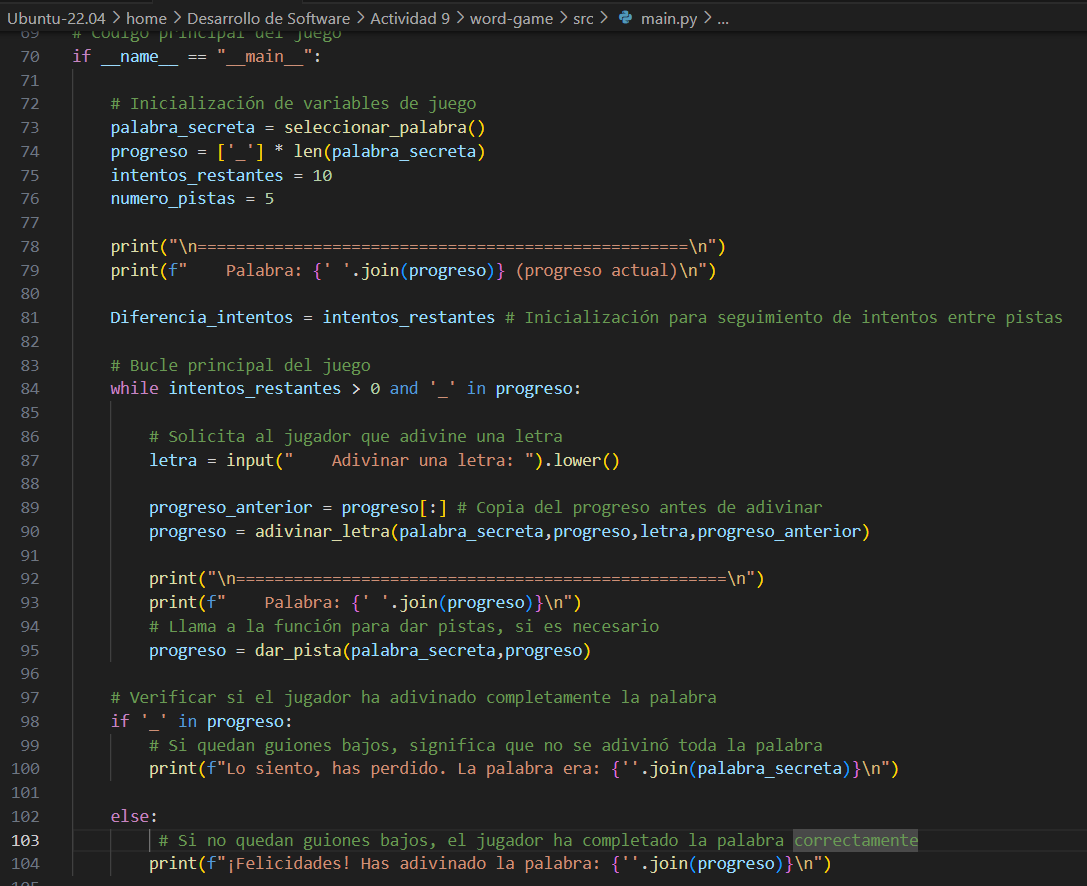 Ubuntu-22.04 > home > Desarrollo de Software > Actividad 9 > word-game > src > main.py > ...
69 # Código principal del juego
70 if __name__ == "__main__":
71
72     # Inicialización de variables de juego
73     palabra_secreta = seleccionar_palabra()
74     progreso = ['_'] * len(palabra_secreta)
75     intentos_restantes = 10
76     numero_pistas = 5
77
78     print("\n===================================================\n")
79     print(f"    Palabra: {' '.join(progreso)} (progreso actual)\n")
80
81     Diferencia_intentos = intentos_restantes # Inicialización para seguimiento de intentos entre pistas
82
83     # Bucle principal del juego
84     while intentos_restantes > 0 and '_' in progreso:
85
86         # Solicita al jugador que adivine una letra
87         letra = input("    Adivinar una letra: ").lower()
88
89         progreso_anterior = progreso[:] # Copia del progreso antes de adivinar
90         progreso = adivinar_letra(palabra_secreta,progreso,letra,progreso_anterior)
91
92         print("\n===================================================\n")
93         print(f"    Palabra: {' '.join(progreso)}\n")
94         # Llama a la función para dar pistas, si es necesario
95         progreso = dar_pista(palabra_secreta,progreso)
96
97     # Verificar si el jugador ha adivinado completamente la palabra
98     if '_' in progreso:
99         # Si quedan guiones bajos, significa que no se adivinó toda la palabra
100         print(f"Lo siento, has perdido. La palabra era: {''.join(palabra_secreta)}\n")
101
102     else:
103          # Si no quedan guiones bajos, el jugador ha completado la palabra correctamente
104         print(f"¡Felicidades! Has adivinado la palabra: {''.join(progreso)}\n")
105